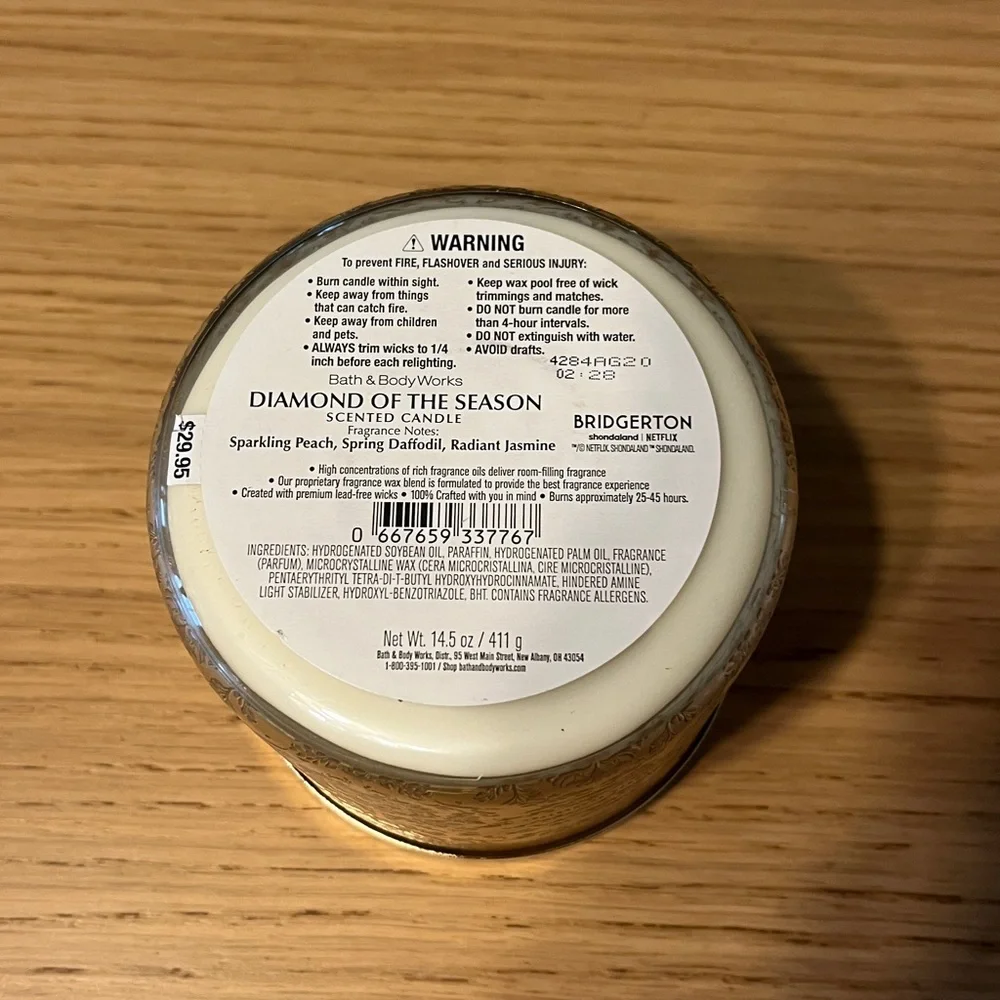 ⚠ WARNING
To prevent FIRE, FLASHOVER and SERIOUS INJURY:
• Burn candle within sight.
• Keep away from things
that can catch fire.
• Keep away from children
and pets.
• ALWAYS trim wicks to 1/4
inch before each relighting.
• Keep wax pool free of wick
trimmings and matches.
• DO NOT burn candle for more
than 4-hour intervals.
• DO NOT extinguish with water.
• AVOID drafts.
4284AG20
02:28
Bath & Body Works
DIAMOND OF THE SEASON
SCENTED CANDLE
Fragrance Notes:
Sparkling Peach, Spring Daffodil, Radiant Jasmine
BRIDGERTON
shondaland | NETFLIX
™/© NETFLIX. SHONDALAND ™ SHONDALAND.
$29.95
• High concentrations of rich fragrance oils deliver room-filling fragrance
• Our proprietary fragrance wax blend is formulated to provide the best fragrance experience
• Created with premium lead-free wicks • 100% Crafted with you in mind • Burns approximately 25-45 hours.
0 667659 337767
INGREDIENTS: HYDROGENATED SOYBEAN OIL, PARAFFIN, HYDROGENATED PALM OIL, FRAGRANCE
(PARFUM), MICROCRYSTALLINE WAX (CERA MICROCRISTALLINA, CIRE MICROCRISTALLINE),
PENTAERYTHRITYL TETRA-DI-T-BUTYL HYDROXYHYDROCINNAMATE, HINDERED AMINE
LIGHT STABILIZER, HYDROXYL-BENZOTRIAZOLE, BHT. CONTAINS FRAGRANCE ALLERGENS.
Net Wt. 14.5 oz / 411 g
Bath & Body Works, Distr., 95 West Main Street, New Albany, OH 43054
1-800-395-1001 / Shop bathandbodyworks.com